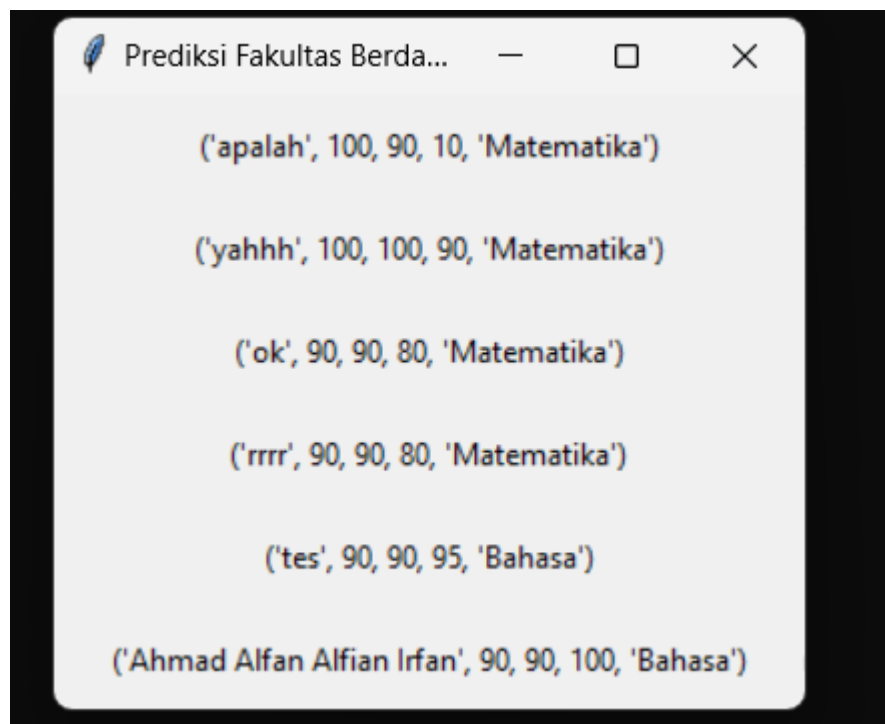 Prediksi Fakultas Berda...
('apalah', 100, 90, 10, 'Matematika')
('yahhh', 100, 100, 90, 'Matematika')
('ok', 90, 90, 80, 'Matematika')
('rrrr', 90, 90, 80, 'Matematika')
('tes', 90, 90, 95, 'Bahasa')
('Ahmad Alfan Alfian Irfan', 90, 90, 100, 'Bahasa')